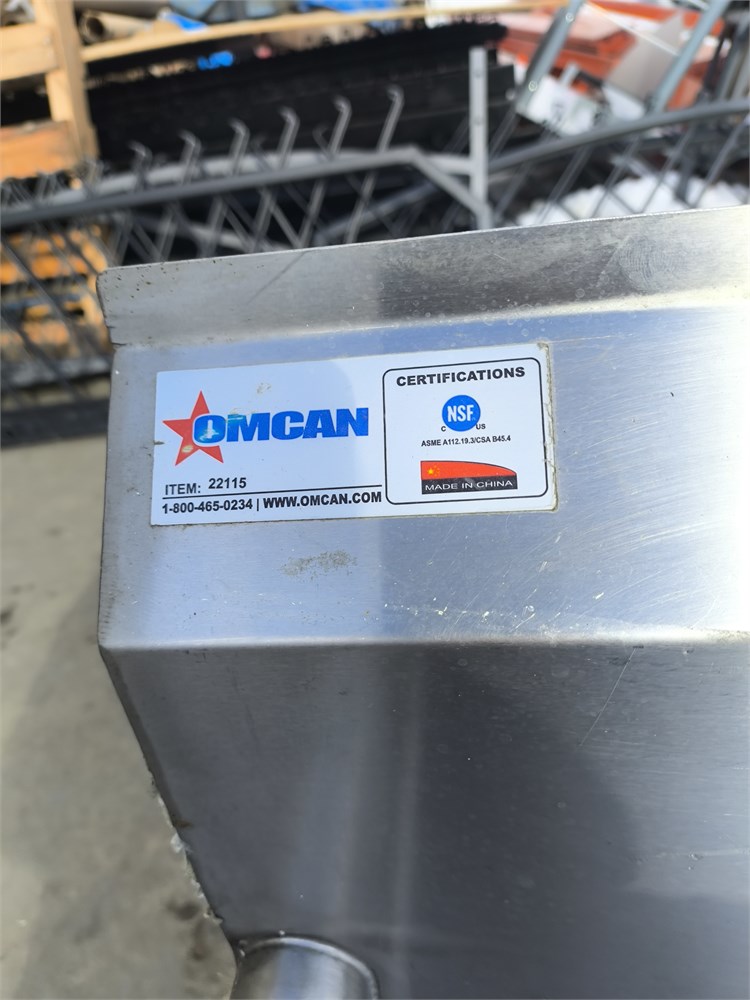 OMCAN
ITEM: 22115
1-800-465-0234 | WWW.OMCAN.COM
CERTIFICATIONS
NSF
C US
ASME A112.19.3/CSA B45.4
MADE IN CHINA